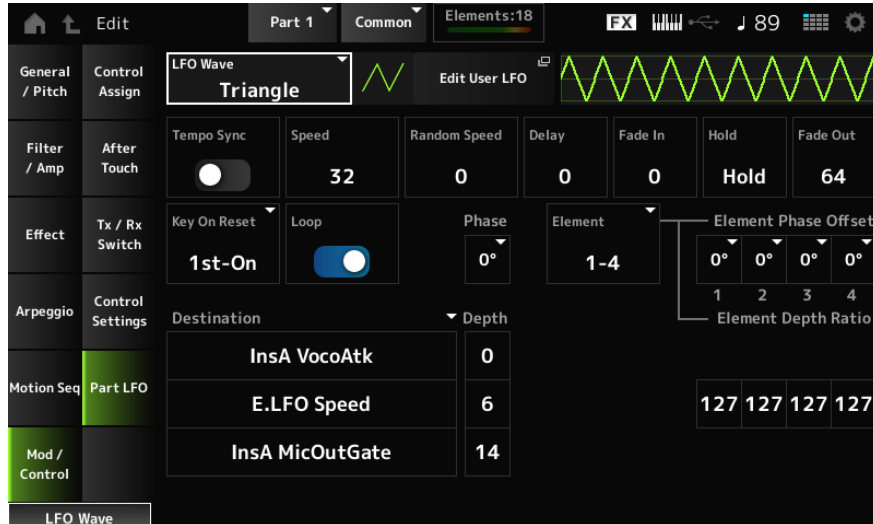 Edit
Part 1
Common
Elements:18
FX
♩ 89
General
/ Pitch
Control
Assign
Filter
/ Amp
After
Touch
Effect
Tx / Rx
Switch
Arpeggio
Control
Settings
Motion Seq
Part LFO
Mod /
Control
LFO Wave
LFO Wave
Triangle
Edit User LFO
Tempo Sync
Speed
32
Random Speed
0
Delay
0
Fade In
0
Hold
Hold
Fade Out
64
Key On Reset
1st-On
Loop
Phase
0°
Element
1-4
Element Phase Offset
0° 0° 0° 0°
1 2 3 4
Element Depth Ratio
Destination
Depth
InsA VocoAtk
0
E.LFO Speed
6
127 127 127 127
InsA MicOutGate
14